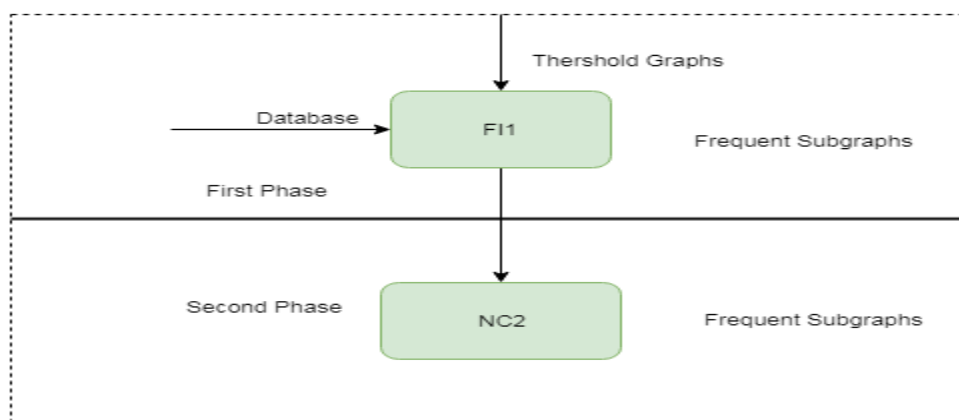 Thershold Graphs
Database
FI1
Frequent Subgraphs
First Phase
Second Phase
NC2
Frequent Subgraphs